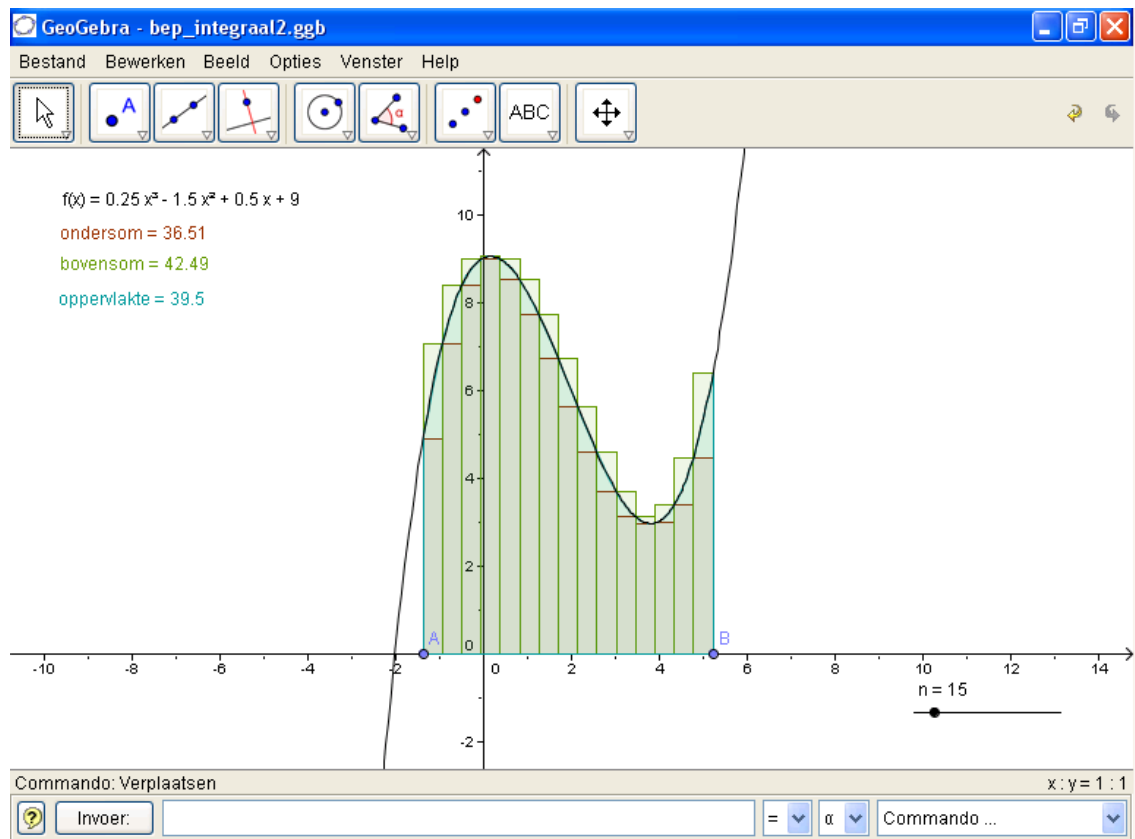 GeoGebra - bep_integraal2.ggb
Bestand Bewerken Beeld Opties Venster Help
A α ABC
f(x) = 0.25 x³ - 1.5 x² + 0.5 x + 9
ondersom = 36.51
bovensom = 42.49
oppervlakte = 39.5
10
8
6
4
2
0
-2
A B
-10 -8 -6 -4 -2 0 2 4 6 8 10 12 14
n = 15
Commando: Verplaatsen x : y = 1 : 1
Invoer: = α Commando ...